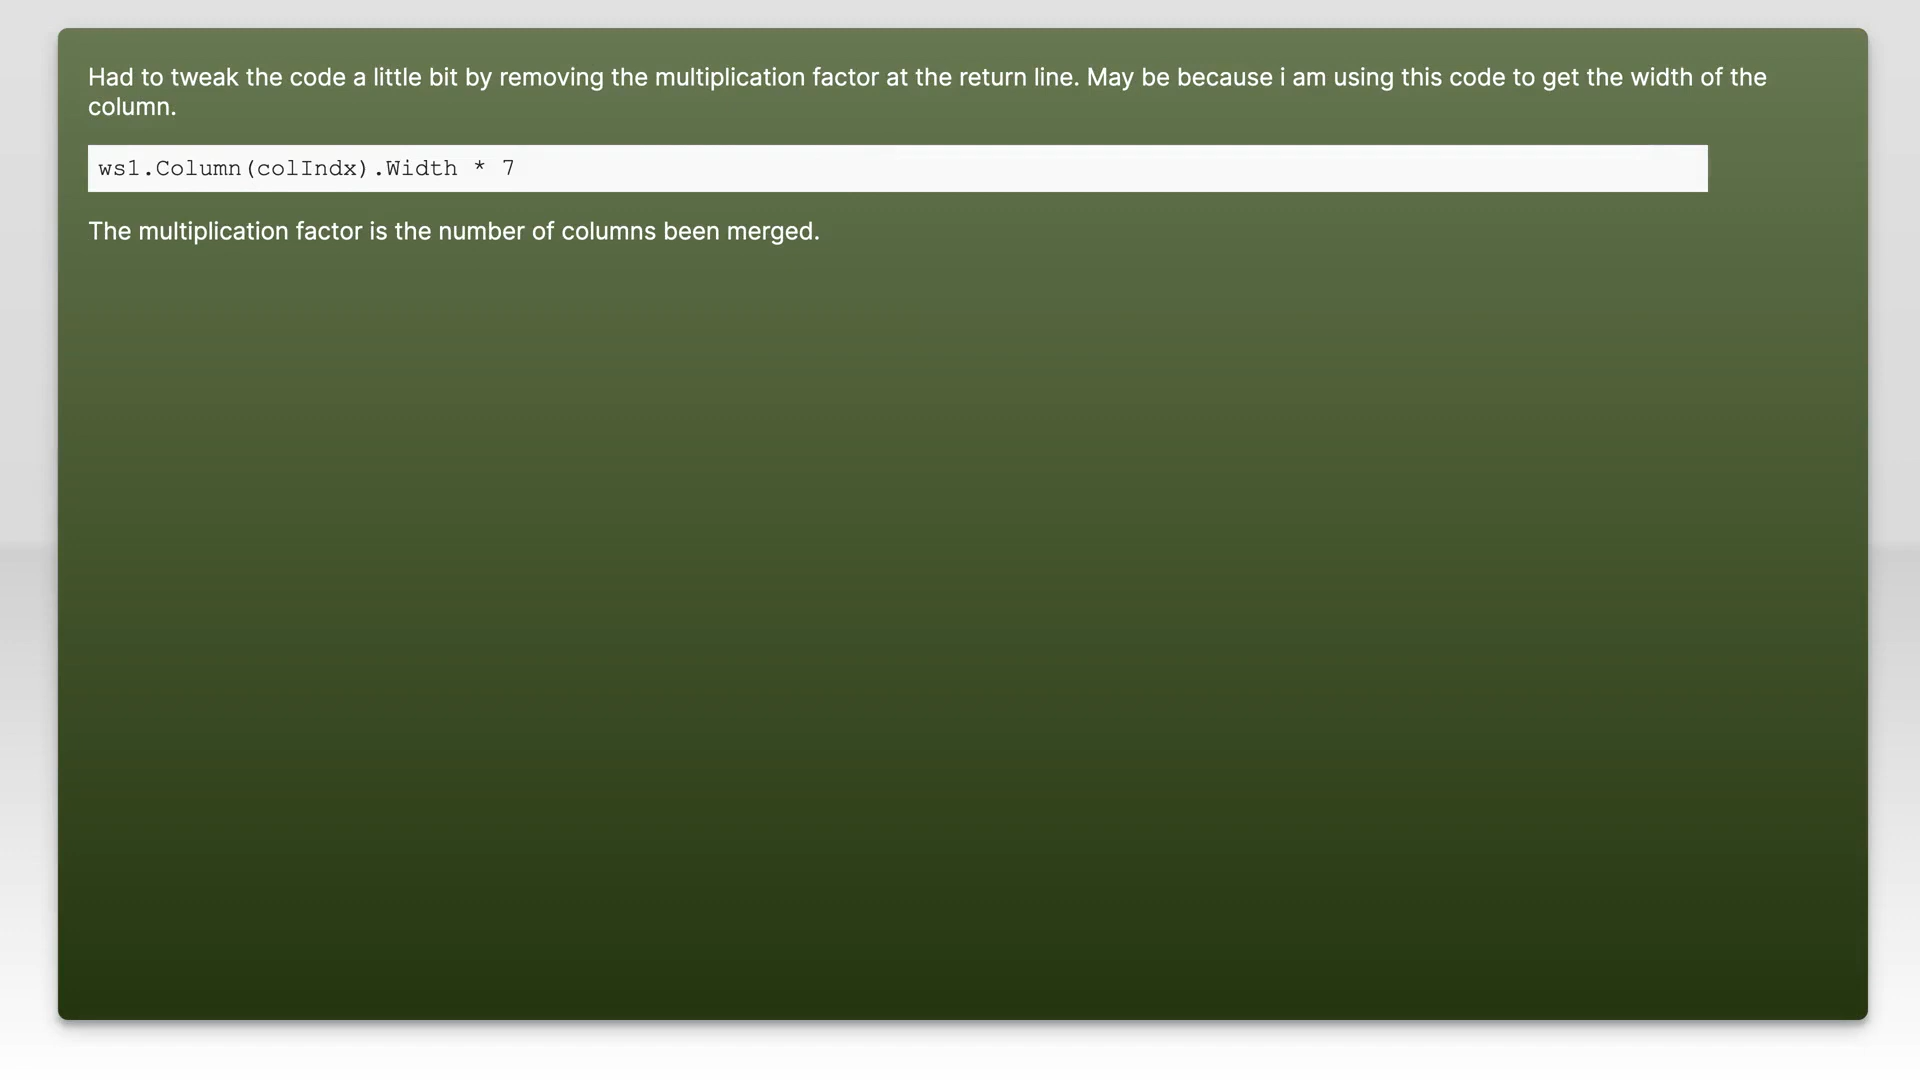 Had to tweak the code a little bit by removing the multiplication factor at the return line. May be because i am using this code to get the width of the
column.
ws1.Column(colIndx).Width * 7
The multiplication factor is the number of columns been merged.